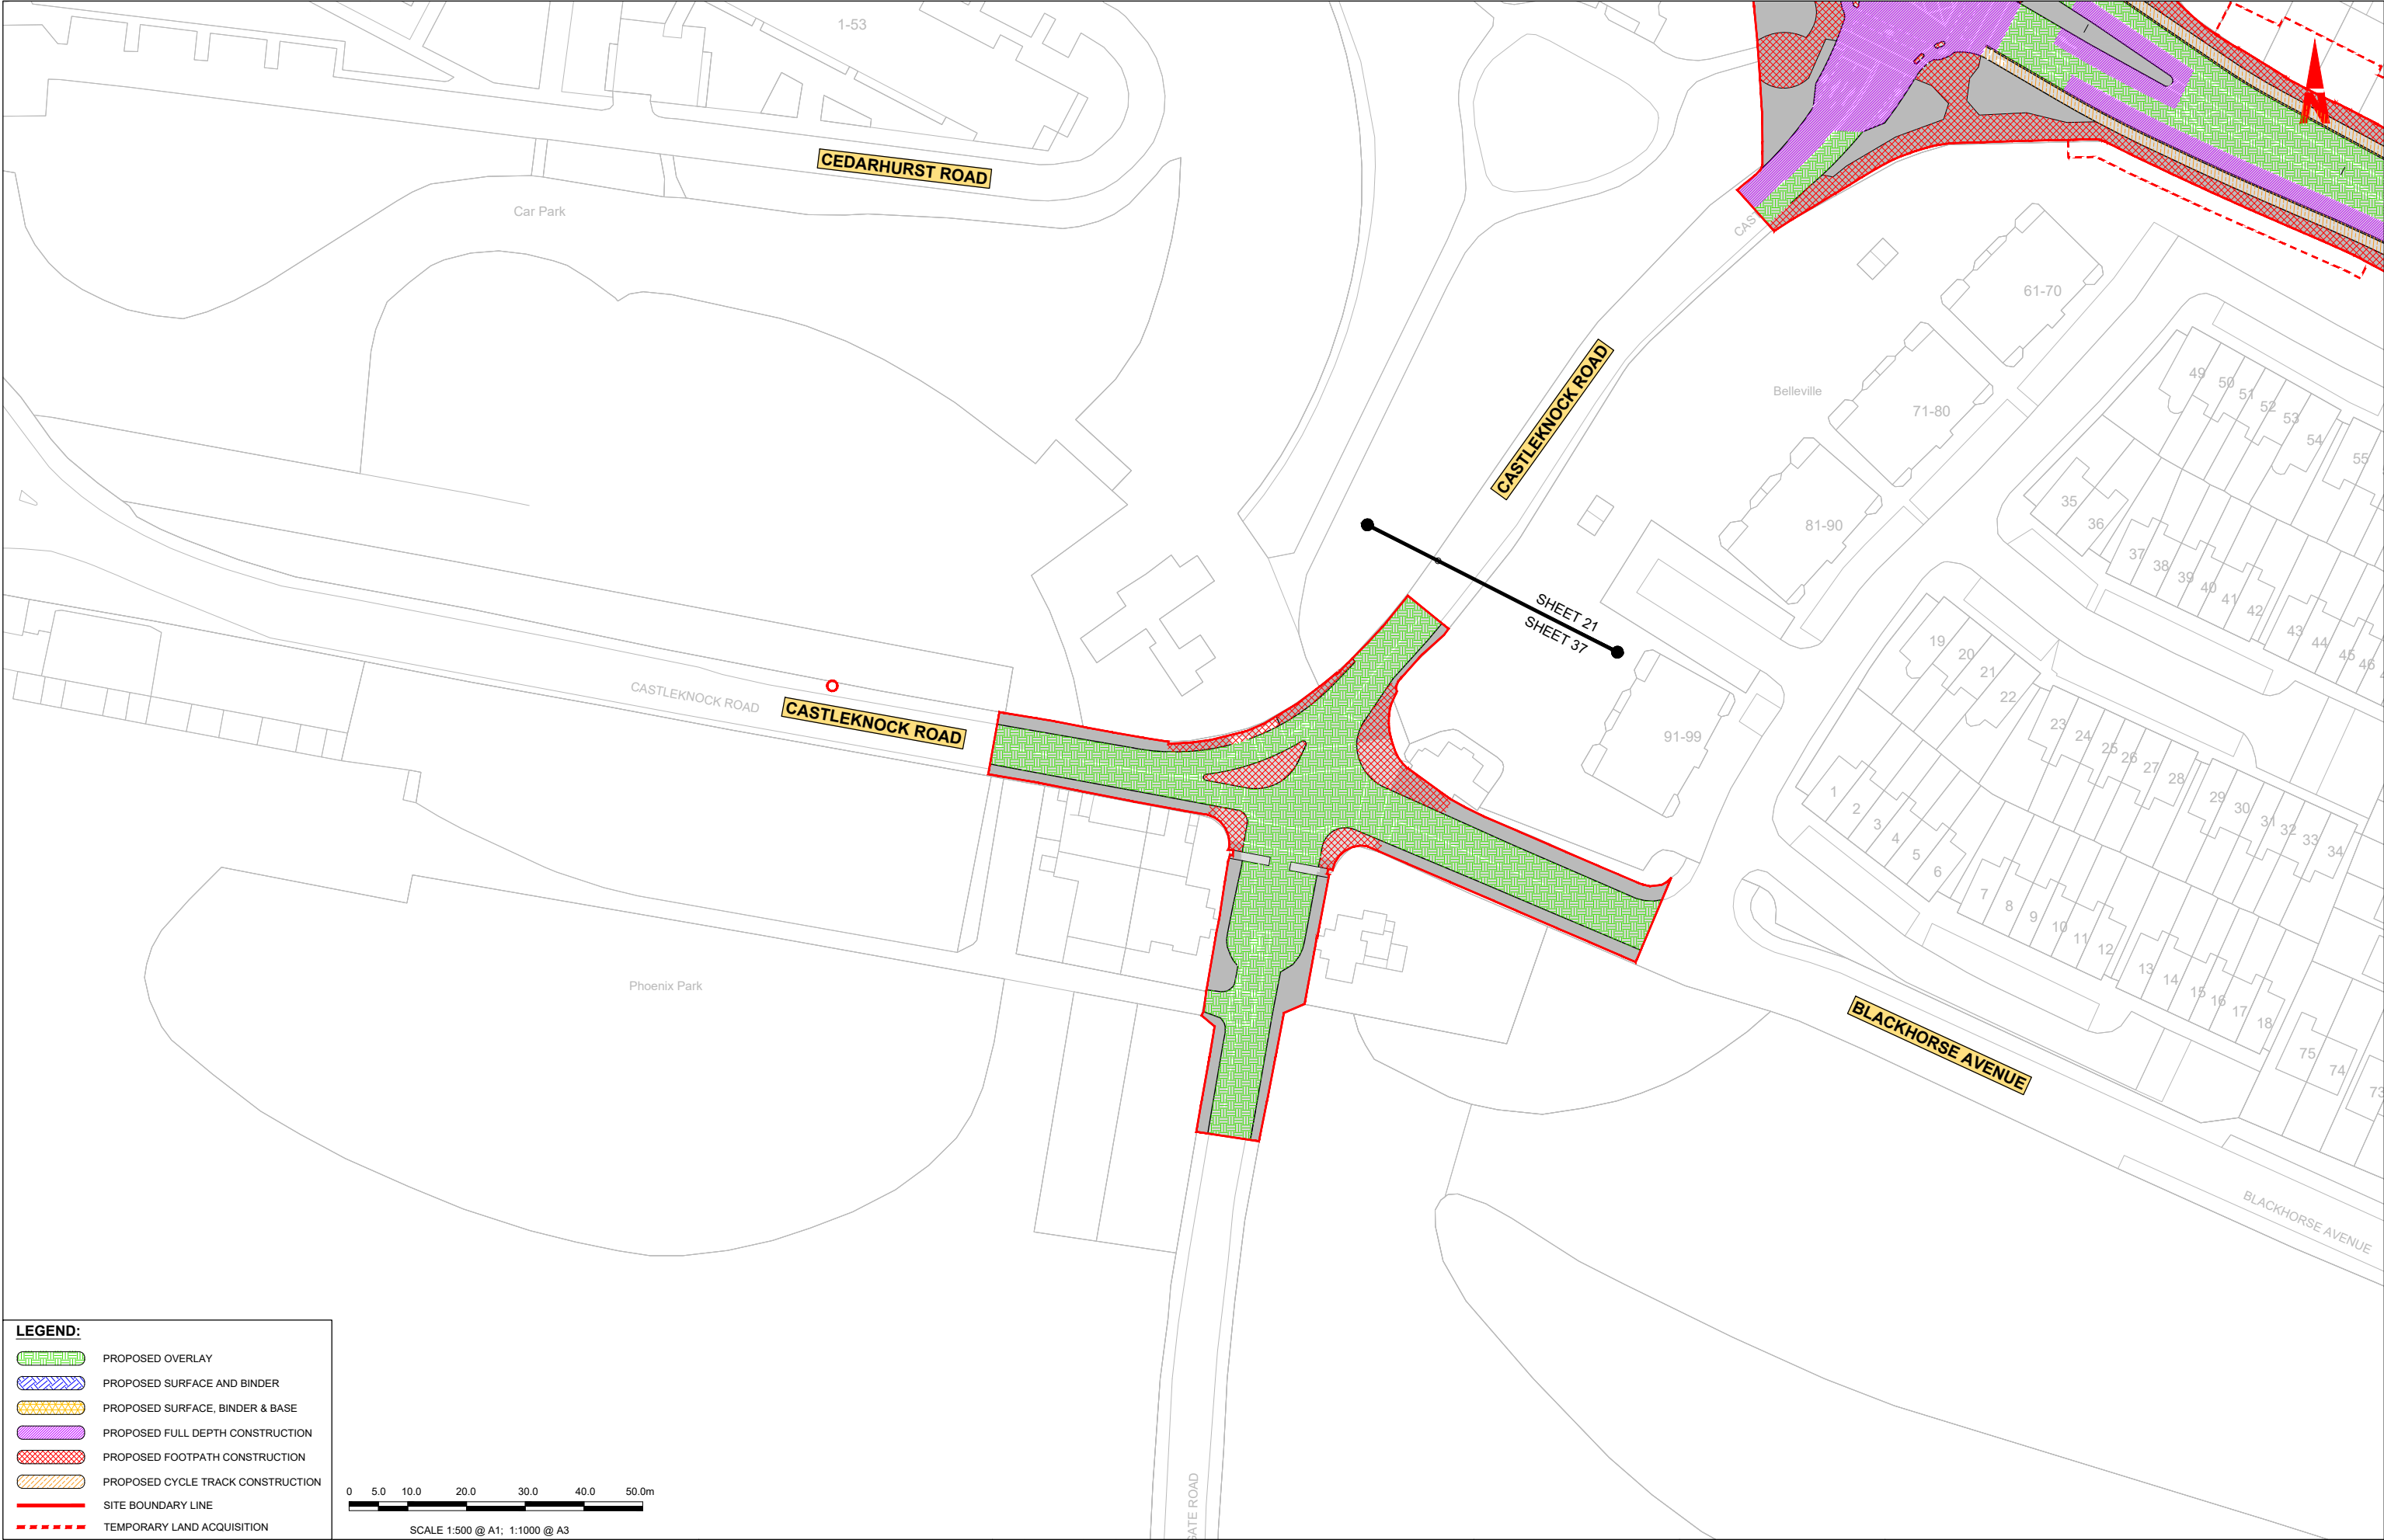 1-53
CEDARHURST ROAD
Car Park
N
61-70
Belleville
71-80
81-90
91-99
CASTLEKNOCK ROAD
SHEET 21
SHEET 37
CASTLEKNOCK ROAD
CASTLEKNOCK ROAD
49
50
51
52
53
54
55
35
36
37
38
39
40
41
42
43
44
45
46
19
20
21
22
23
24
25
26
27
28
29
30
31
32
33
34
1
2
3
4
5
6
7
8
9
10
11
12
13
14
15
16
17
18
75
74
73
Phoenix Park
BLACKHORSE AVENUE
BLACKHORSE AVENUE
GATE ROAD
LEGEND:
PROPOSED OVERLAY
PROPOSED SURFACE AND BINDER
PROPOSED SURFACE, BINDER & BASE
PROPOSED FULL DEPTH CONSTRUCTION
PROPOSED FOOTPATH CONSTRUCTION
PROPOSED CYCLE TRACK CONSTRUCTION
SITE BOUNDARY LINE
TEMPORARY LAND ACQUISITION
0 5.0 10.0 20.0 30.0 40.0 50.0m
SCALE 1:500 @ A1; 1:1000 @ A3